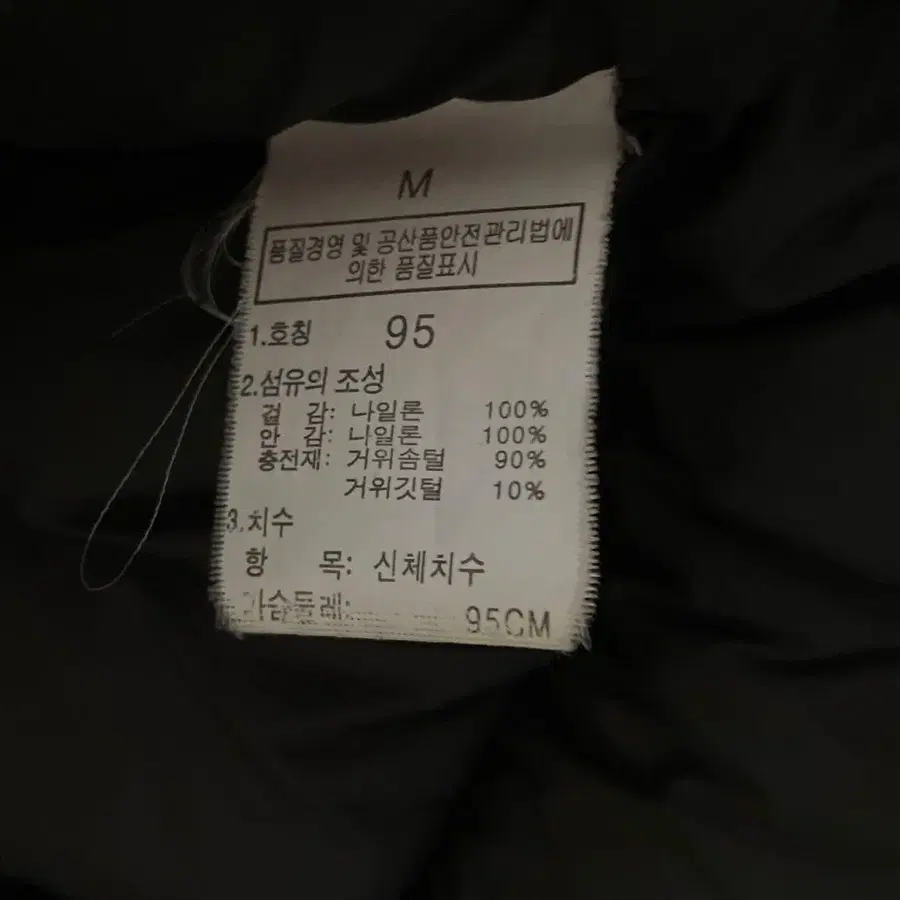 M
품질경영 및 공산품안전관리법에
의한 품질표시
1.호칭 95
2.섬유의 조성
겉 감: 나일론 100%
안 감: 나일론 100%
충전재: 거위솜털 90%
거위깃털 10%
3.치수
항 목: 신체치수
가슴둘레: 95CM